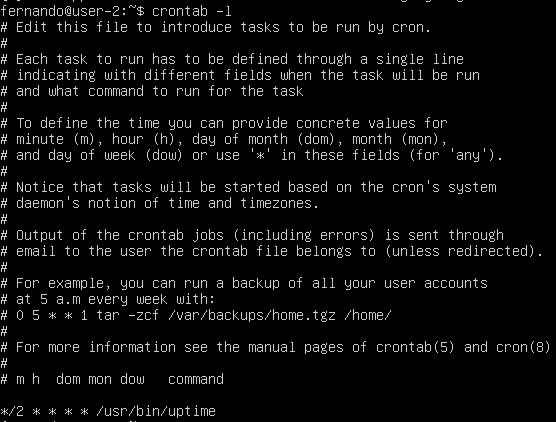 fernando@user-2:~$ crontab -l
# Edit this file to introduce tasks to be run by cron.
#
# Each task to run has to be defined through a single line
# indicating with different fields when the task will be run
# and what command to run for the task
#
# To define the time you can provide concrete values for
# minute (m), hour (h), day of month (dom), month (mon),
# and day of week (dow) or use '*' in these fields (for 'any').
#
# Notice that tasks will be started based on the cron's system
# daemon's notion of time and timezones.
#
# Output of the crontab jobs (including errors) is sent through
# email to the user the crontab file belongs to (unless redirected).
#
# For example, you can run a backup of all your user accounts
# at 5 a.m every week with:
# 0 5 * * 1 tar -zcf /var/backups/home.tgz /home/
#
# For more information see the manual pages of crontab(5) and cron(8)
#
# m h  dom mon dow   command
*/2 * * * * /usr/bin/uptime